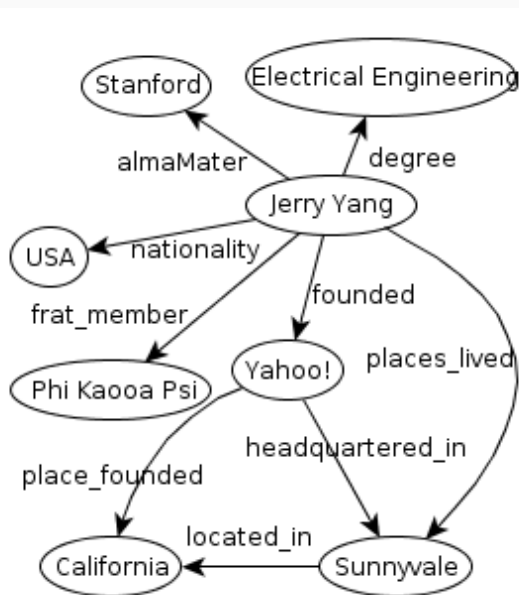 Stanford
Electrical Engineering
almaMater
degree
Jerry Yang
USA
nationality
frat_member
founded
Phi Kaooa Psi
Yahoo!
places_lived
headquartered_in
place_founded
located_in
California
Sunnyvale